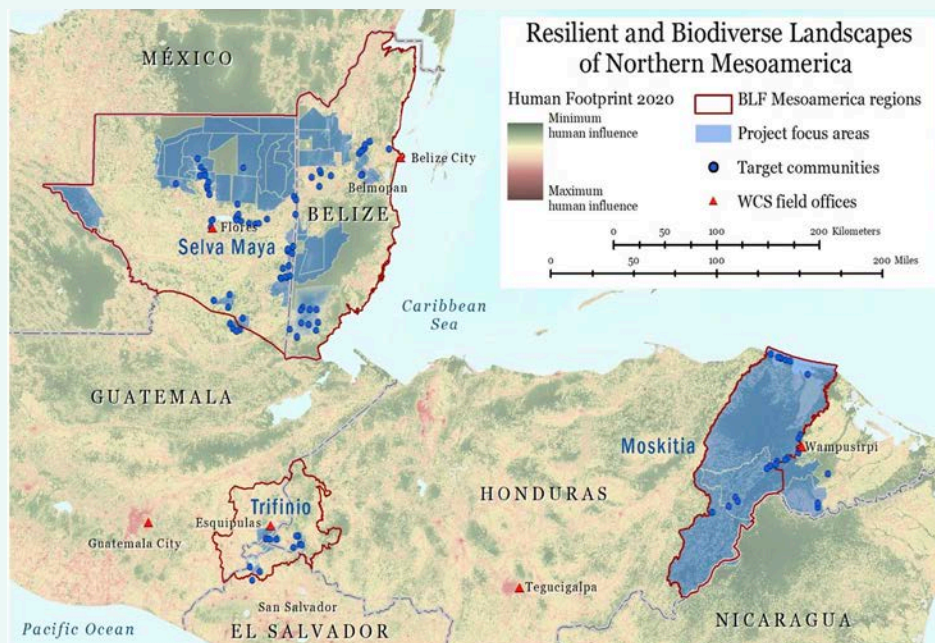 Resilient and Biodiverse Landscapes
of Northern Mesoamerica
Human Footprint 2020
Minimum
human influence
Maximum
human influence
BLF Mesoamerica regions
Project focus areas
Target communities
WCS field offices
0 50 100 200 Kilometers
0 50 100 200 Miles
MÉXICO
Belize City
Belmopan
BELIZE
Flores
Selva Maya
Caribbean
Sea
GUATEMALA
Moskitia
Wampusirpi
HONDURAS
Trifinio
Esquipulas
Guatemala City
Tegucigalpa
San Salvador
NICARAGUA
Pacific Ocean
EL SALVADOR